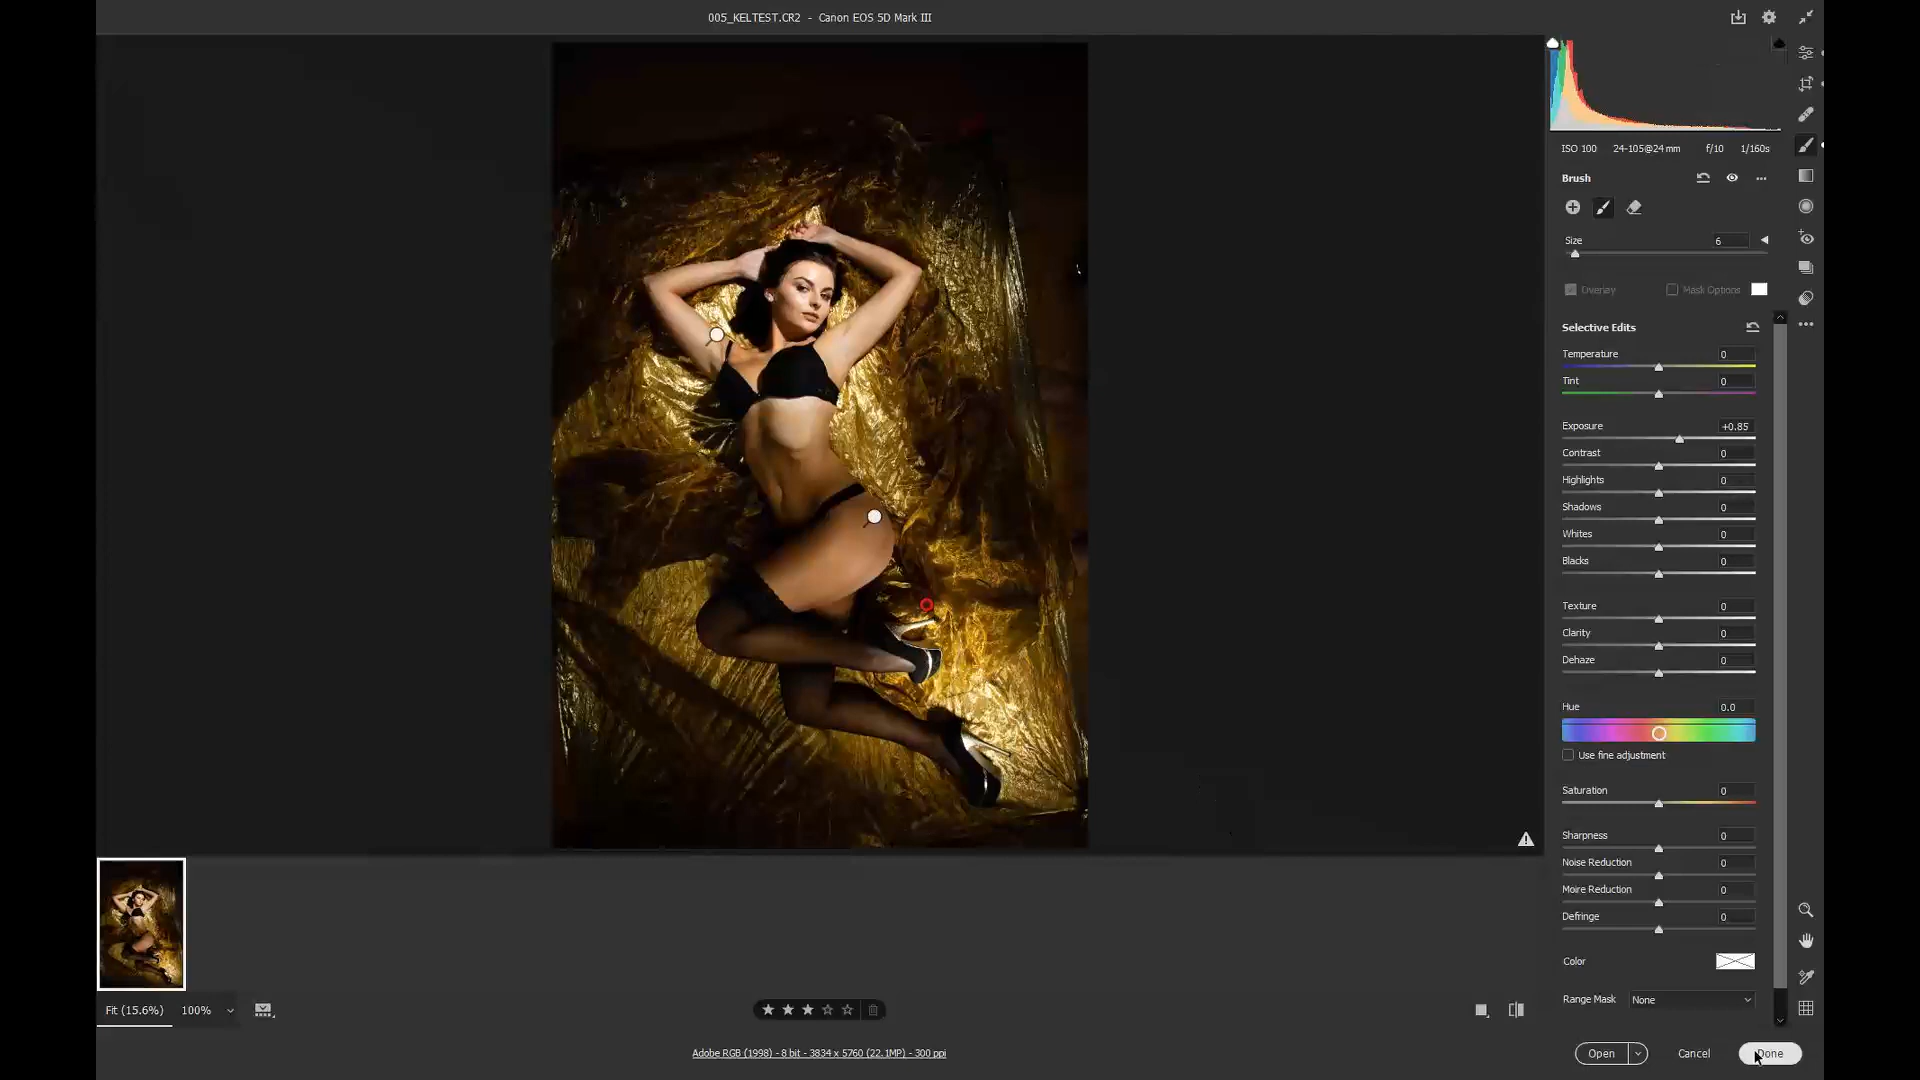 005_KELTEST.CR2 - Canon EOS 5D Mark III
ISO 100 24-105@24 mm f/10 1/160s
Brush
Size 6
Overlay Mask Options
Selective Edits
Temperature 0
Tint 0
Exposure +0.85
Contrast 0
Highlights 0
Shadows 0
Whites 0
Blacks 0
Texture 0
Clarity 0
Dehaze 0
Hue 0.0
Use fine adjustment
Saturation 0
Sharpness 0
Noise Reduction 0
Moire Reduction 0
Defringe 0
Color
Range Mask None
Fit (15.6%) 100%
Adobe RGB (1998) - 8 bit - 3834 x 5760 (22.1MP) - 300 ppi
Open Cancel Done